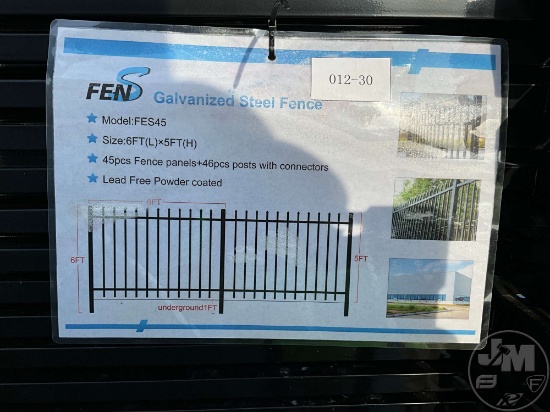 FENS
012-30
Galvanized Steel Fence
Model:FES45
Size:6FT(L)×5FT(H)
45pcs Fence panels+46pcs posts with connectors
Lead Free Powder coated
6FT
6FT
5FT
underground1FT
JM